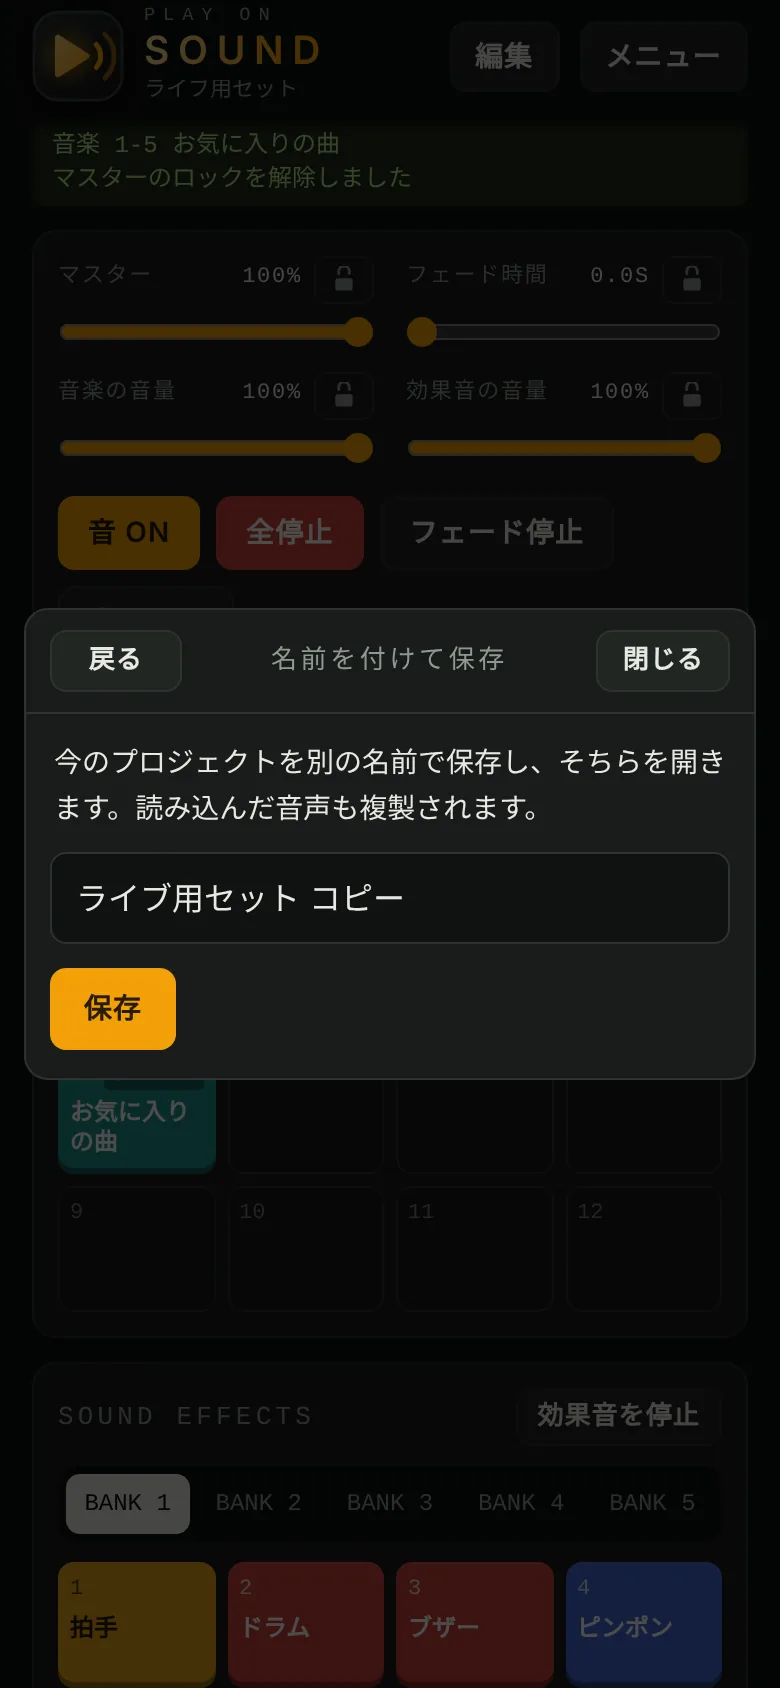 PLAY ON
SOUND
ライブ用セット
編集
メニュー
音楽 1-5 お気に入りの曲
マスターのロックを解除しました
マスター 100%
フェード時間 0.0S
音楽の音量 100%
効果音の音量 100%
音 ON
全停止
フェード停止
戻る
名前を付けて保存
閉じる
今のプロジェクトを別の名前で保存し、そちらを開き
ます。読み込んだ音声も複製されます。
ライブ用セット コピー
保存
お気に入り
の曲
9
10
11
12
SOUND EFFECTS
効果音を停止
BANK 1
BANK 2
BANK 3
BANK 4
BANK 5
1
拍手
2
ドラム
3
ブザー
4
ピンポン